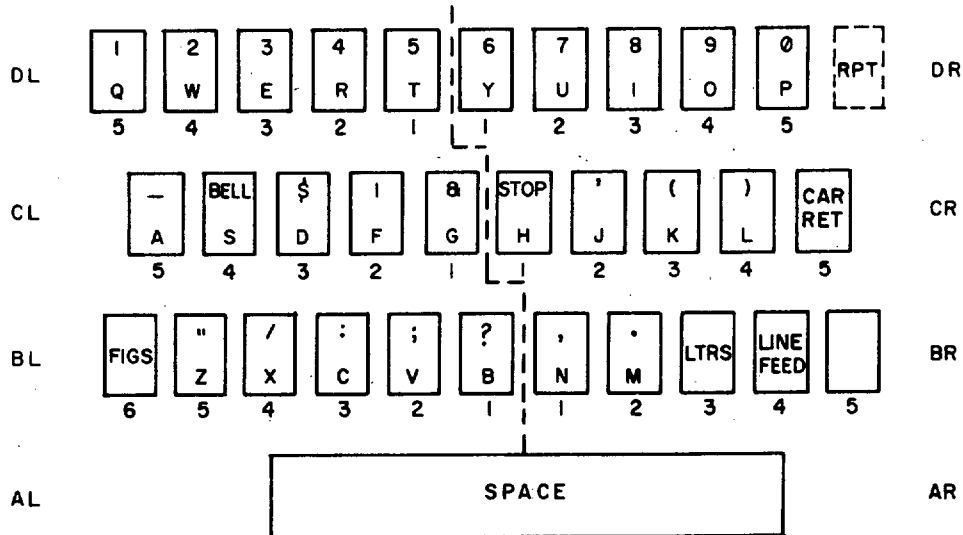 1 2 3 4 5 6 7 8 9 0
DL Q W E R T Y U I O P RPT DR
5 4 3 2 1 1 2 3 4 5
— BELL $ ! & STOP ' ( ) CAR
CL A S D F G H J K L RET CR
5 4 3 2 1 1 2 3 4 5
" / : ; ? , .
BL FIGS Z X C V B N M LTRS LINE FEED BR
6 5 4 3 2 1 1 2 3 4 5
AL SPACE AR